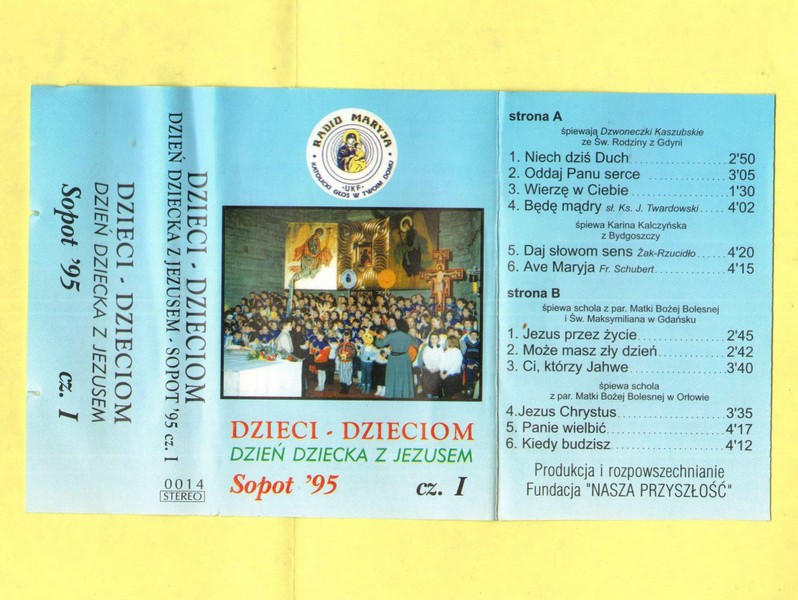 DZIECI - DZIECIOM
DZIEŃ DZIECKA Z JEZUSEM
Sopot '95 cz. I
DZIECI - DZIECIOM
DZIEŃ DZIECKA Z JEZUSEM - SOPOT '95 cz. I
0014
STEREO
RADIO MARYJA
KATOLICKI GŁOS W TWOIM DOMU
UKF
DZIECI - DZIECIOM
DZIEŃ DZIECKA Z JEZUSEM
Sopot '95 cz. I
strona A
śpiewają Dzwoneczki Kaszubskie
ze Św. Rodziny z Gdyni
1. Niech dziś Duch 2'50
2. Oddaj Panu serce 3'05
3. Wierzę w Ciebie 1'30
4. Będę mądry sł. Ks. J. Twardowski 4'02
śpiewa Karina Kalczyńska
z Bydgoszczy
5. Daj słowom sens Żak-Rzucidło 4'20
6. Ave Maryja Fr. Schubert 4'15
strona B
śpiewa schola z par. Matki Bożej Bolesnej
i Św. Maksymiliana w Gdańsku
1. Jezus przez życie 2'45
2. Może masz zły dzień 2'42
3. Ci, którzy Jahwe 3'40
śpiewa schola
z par. Matki Bożej Bolesnej w Orłowie
4.Jezus Chrystus 3'35
5. Panie wielbić 4'17
6. Kiedy budzisz 4'12
Produkcja i rozpowszechnianie
Fundacja "NASZA PRZYSZŁOŚĆ"